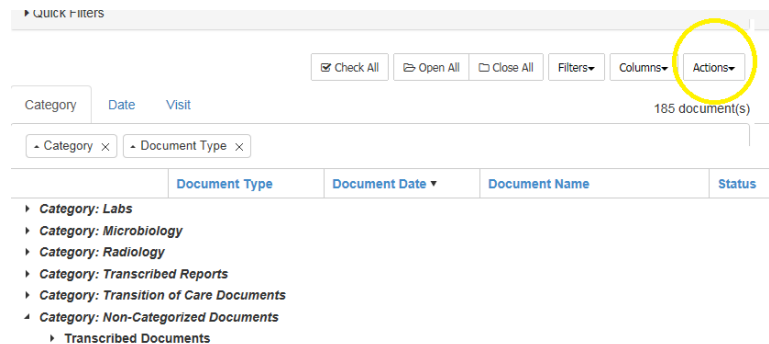 Quick Filters
Check All Open All Close All Filters Columns Actions
Category Date Visit 185 document(s)
Category × Document Type ×
Document Type Document Date Document Name Status
Category: Labs
Category: Microbiology
Category: Radiology
Category: Transcribed Reports
Category: Transition of Care Documents
Category: Non-Categorized Documents
Transcribed Documents